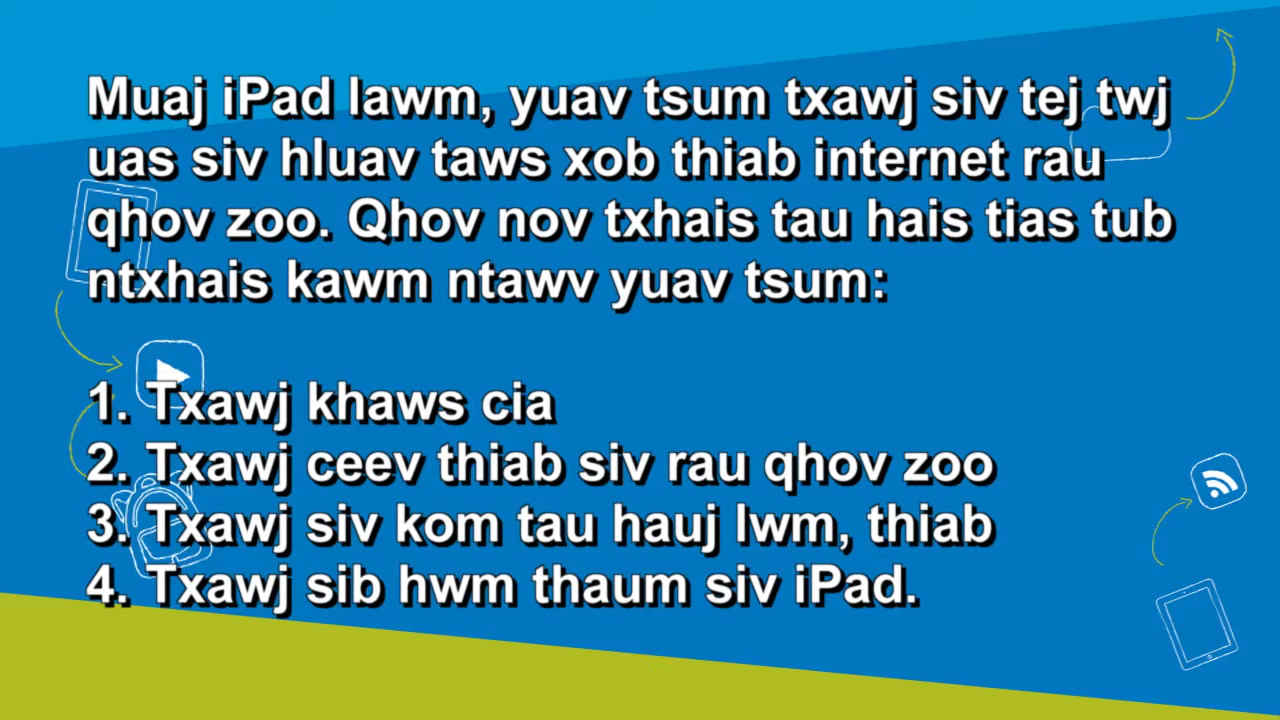 Muaj iPad lawm, yuav tsum txawj siv tej twj
uas siv hluav taws xob thiab internet rau
qhov zoo. Qhov nov txhais tau hais tias tub
ntxhais kawm ntawv yuav tsum:
1. Txawj khaws cia
2. Txawj ceev thiab siv rau qhov zoo
3. Txawj siv kom tau hauj lwm, thiab
4. Txawj sib hwm thaum siv iPad.